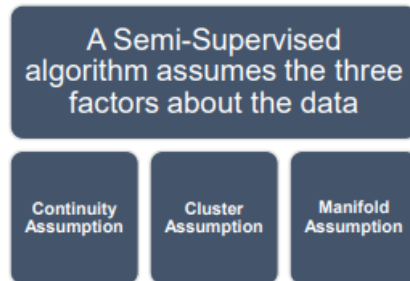 A Semi-Supervised
algorithm assumes the three
factors about the data
Continuity
Assumption
Cluster
Assumption
Manifold
Assumption